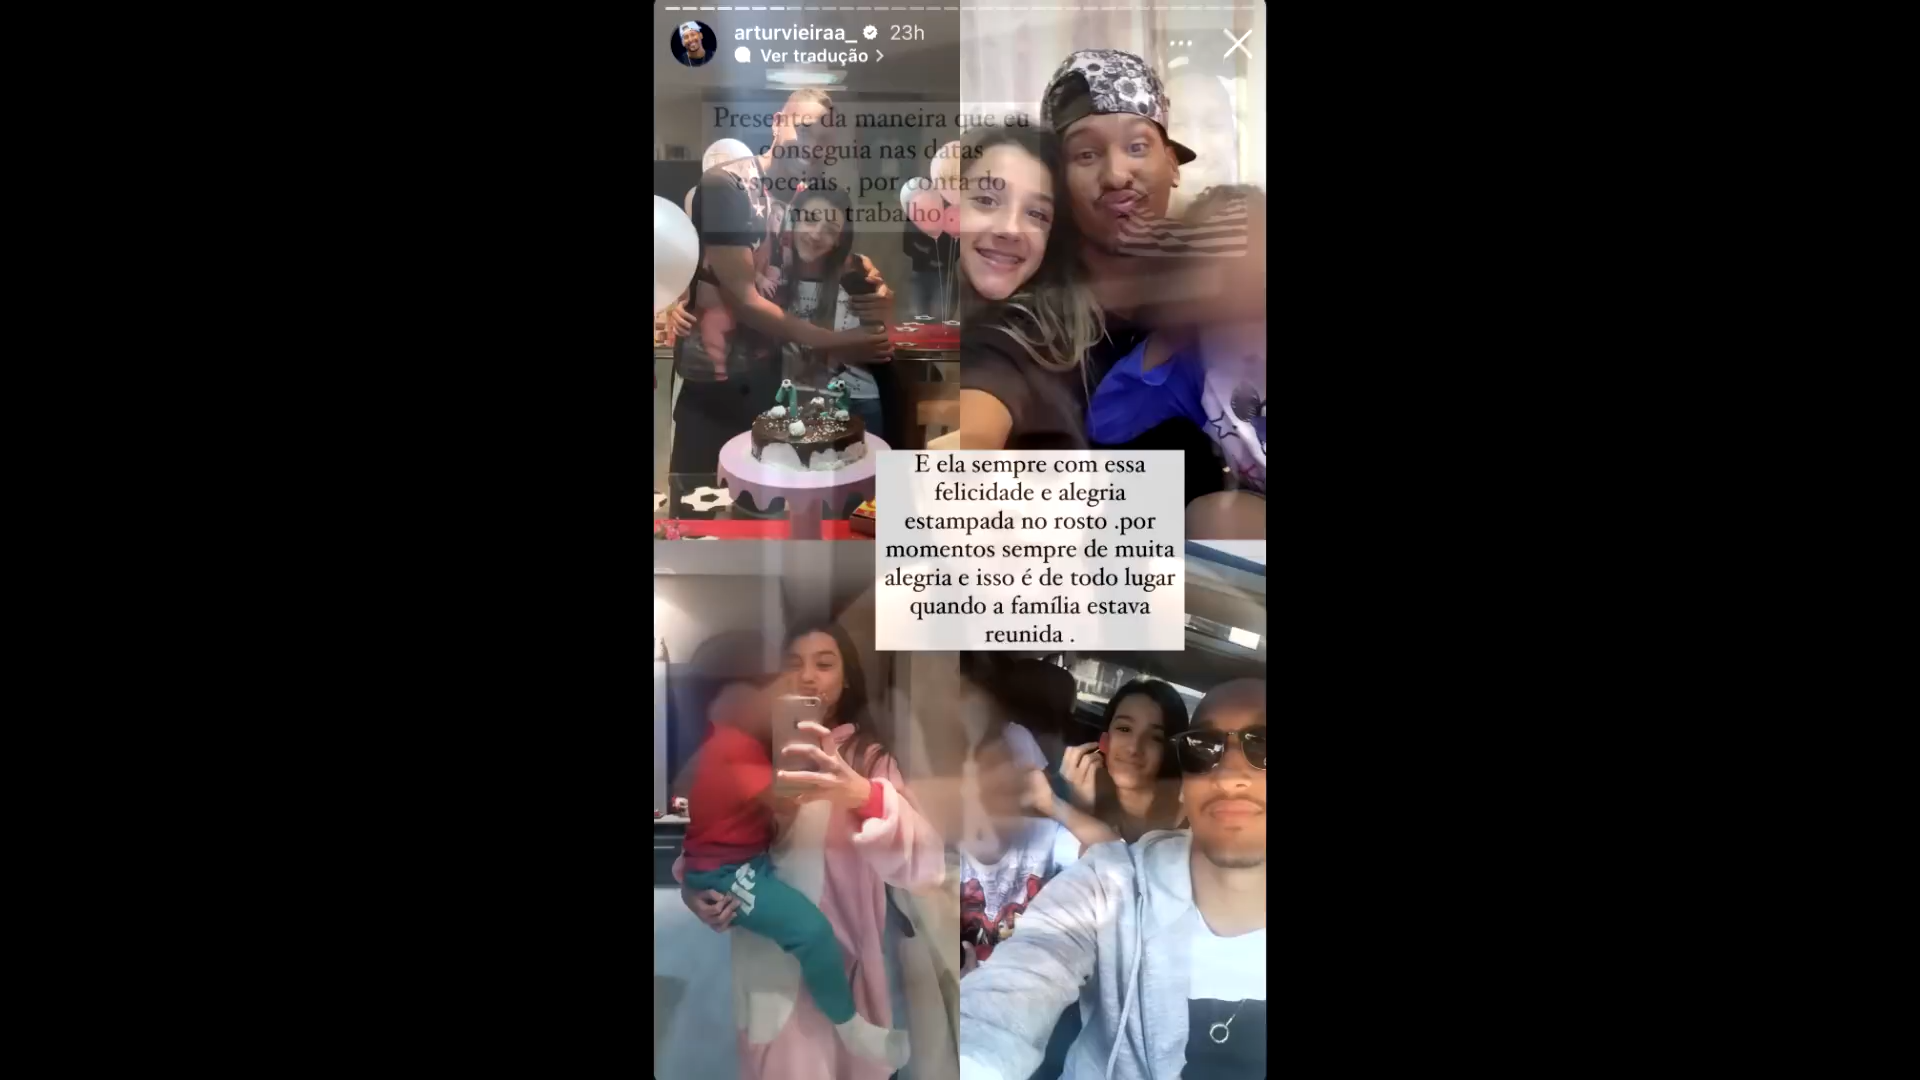 arturvieiraa_ 23h
Ver tradução
Presente da maneira que eu
conseguia nas datas
especiais , por conta do
meu trabalho .
E ela sempre com essa
felicidade e alegria
estampada no rosto .por
momentos sempre de muita
alegria e isso é de todo lugar
quando a família estava
reunida .